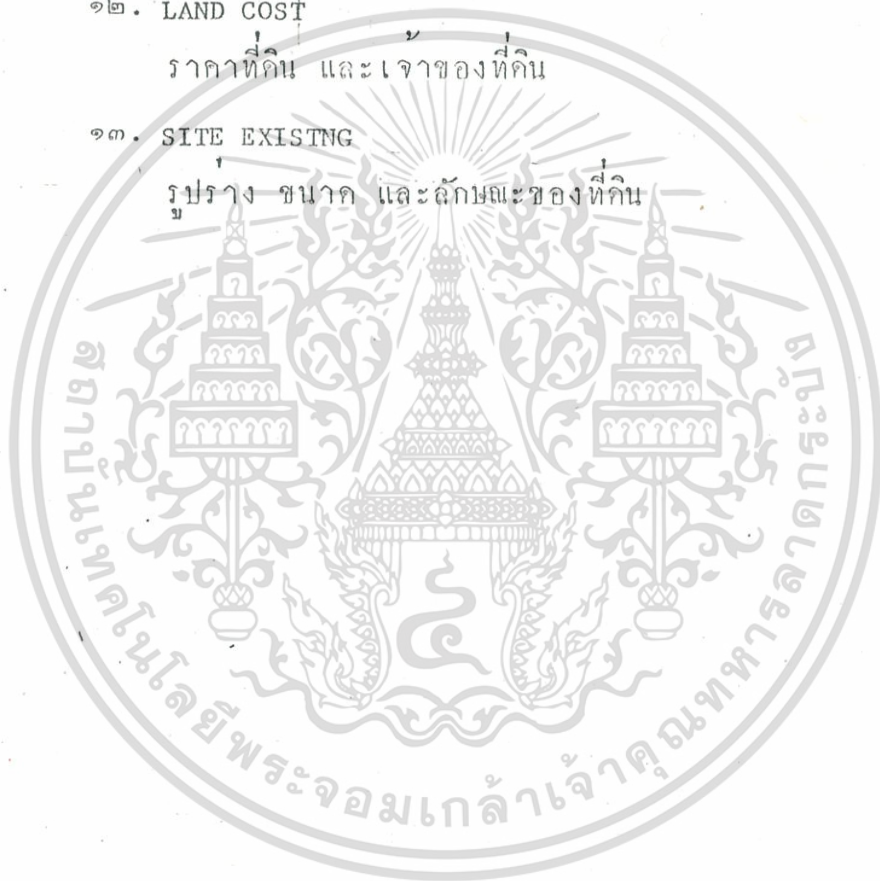 ๑๒. LAND COST
ราคาที่ดิน และเจ้าของที่ดิน
๑๓. SITE EXISTNG
รูปร่าง ขนาด และลักษณะของที่ดิน
สถาบันเทคโนโลยีพระจอมเกล้าเจ้าคุณทหารลาดกระบัง
๔